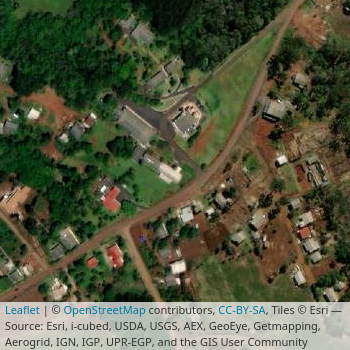 Leaflet | © OpenStreetMap contributors, CC-BY-SA, Tiles © Esri —
Source: Esri, i-cubed, USDA, USGS, AEX, GeoEye, Getmapping,
Aerogrid, IGN, IGP, UPR-EGP, and the GIS User Community